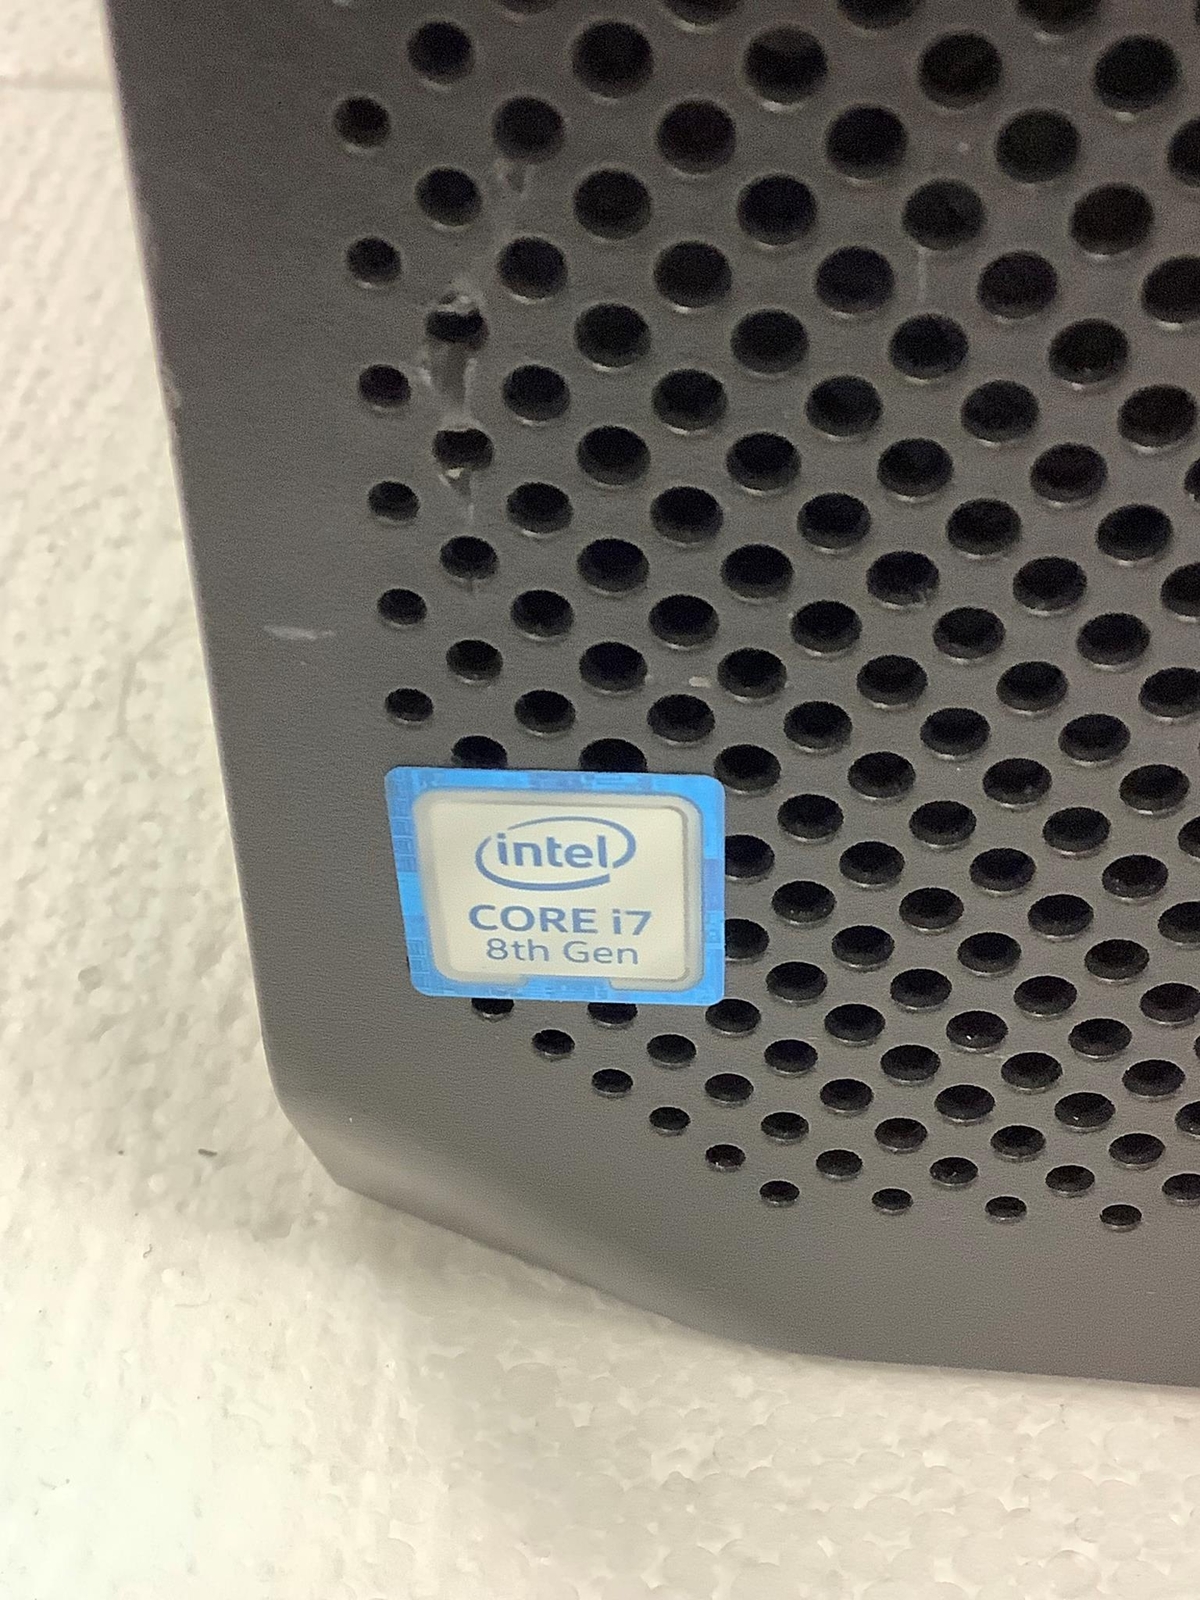 intel
CORE i7
8th Gen